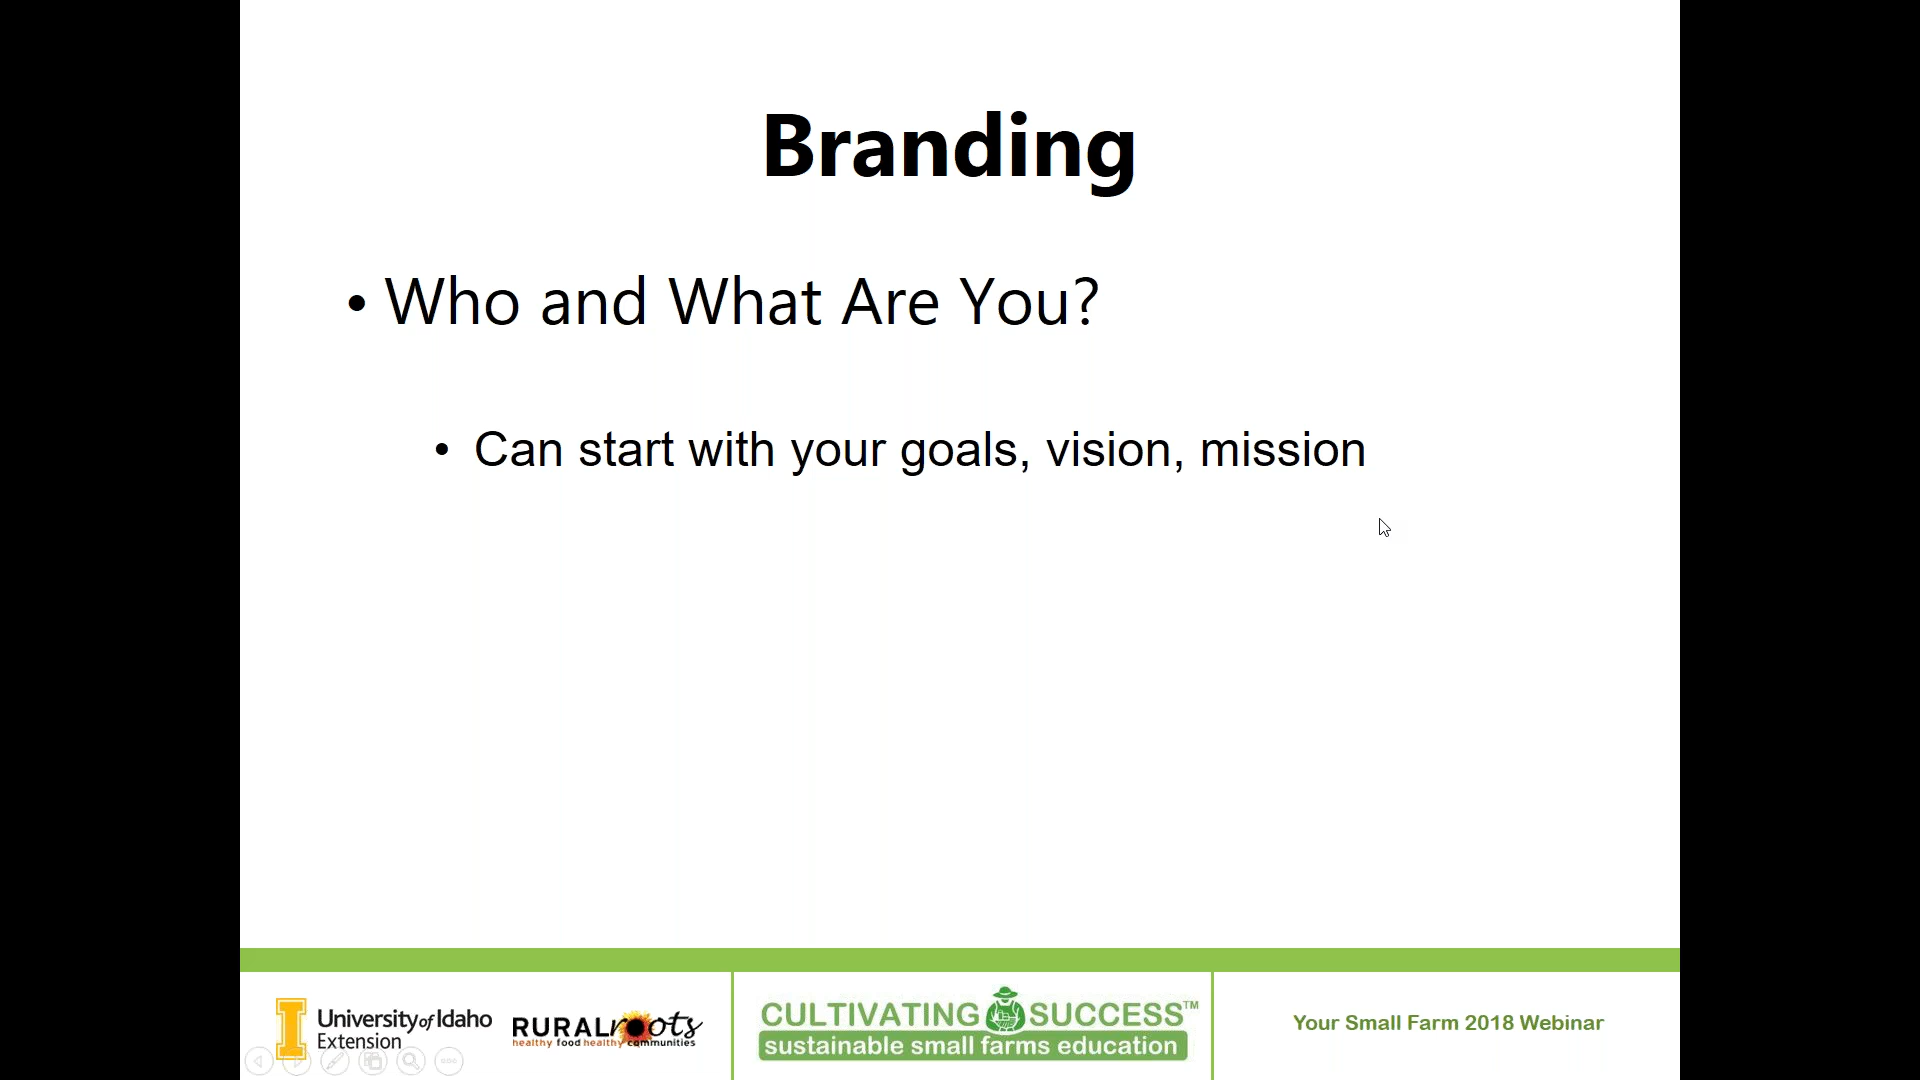 Branding
• Who and What Are You?
• Can start with your goals, vision, mission
University of Idaho
Extension
RURAL roots
healthy food healthy communities
CULTIVATING SUCCESS™
sustainable small farms education
Your Small Farm 2018 Webinar